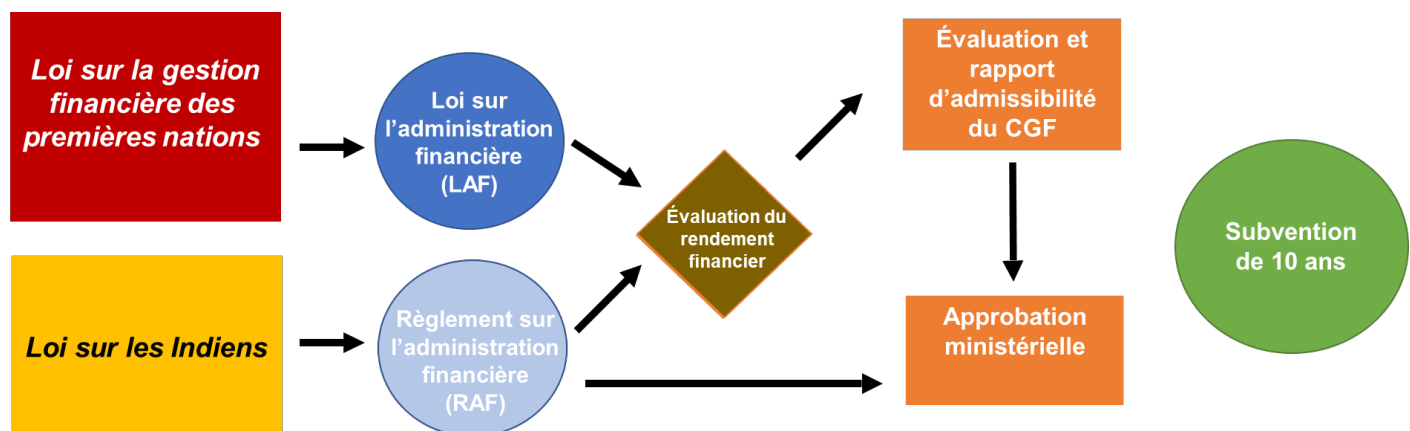 Loi sur la gestion
financière des
premières nations
Loi sur
l’administration
financière
(LAF)
Évaluation et
rapport
d’admissibilité
du CGF
Évaluation du
rendement
financier
Subvention
de 10 ans
Loi sur les Indiens
Règlement sur
l’administration
financière
(RAF)
Approbation
ministérielle